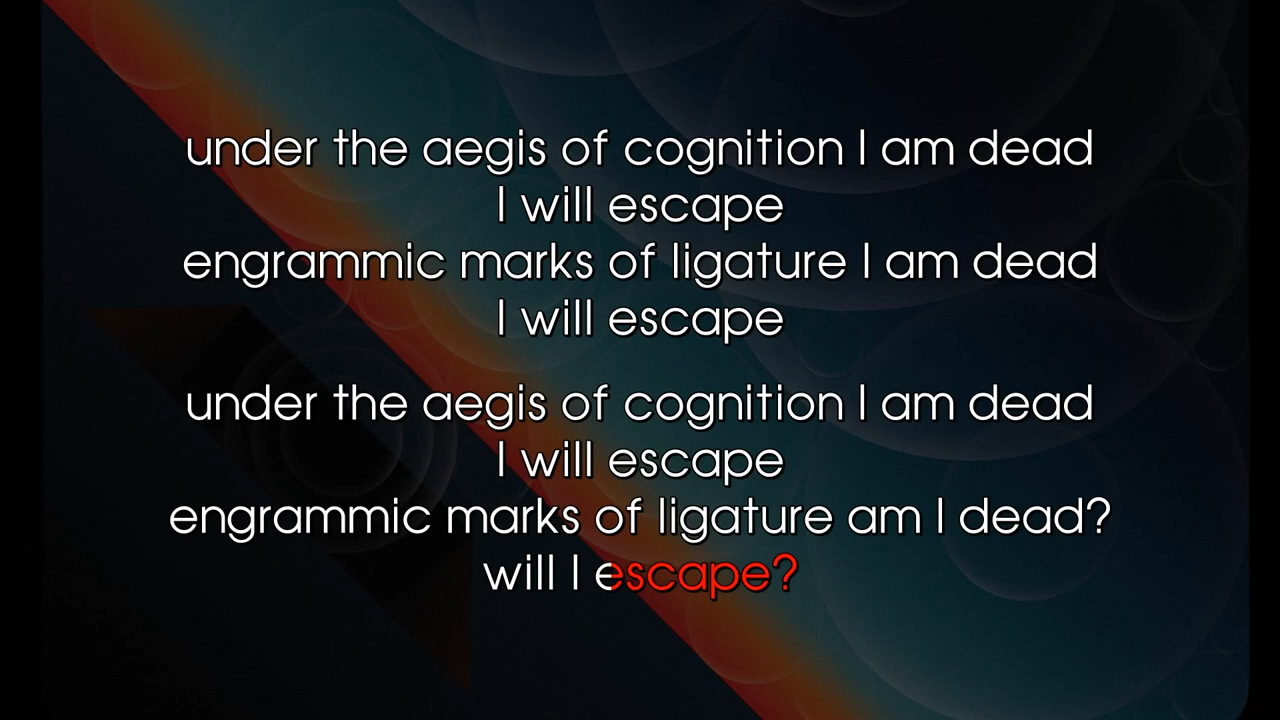 under the aegis of cognition I am dead
I will escape
engrammic marks of ligature I am dead
I will escape
under the aegis of cognition I am dead
I will escape
engrammic marks of ligature am I dead?
will I escape?